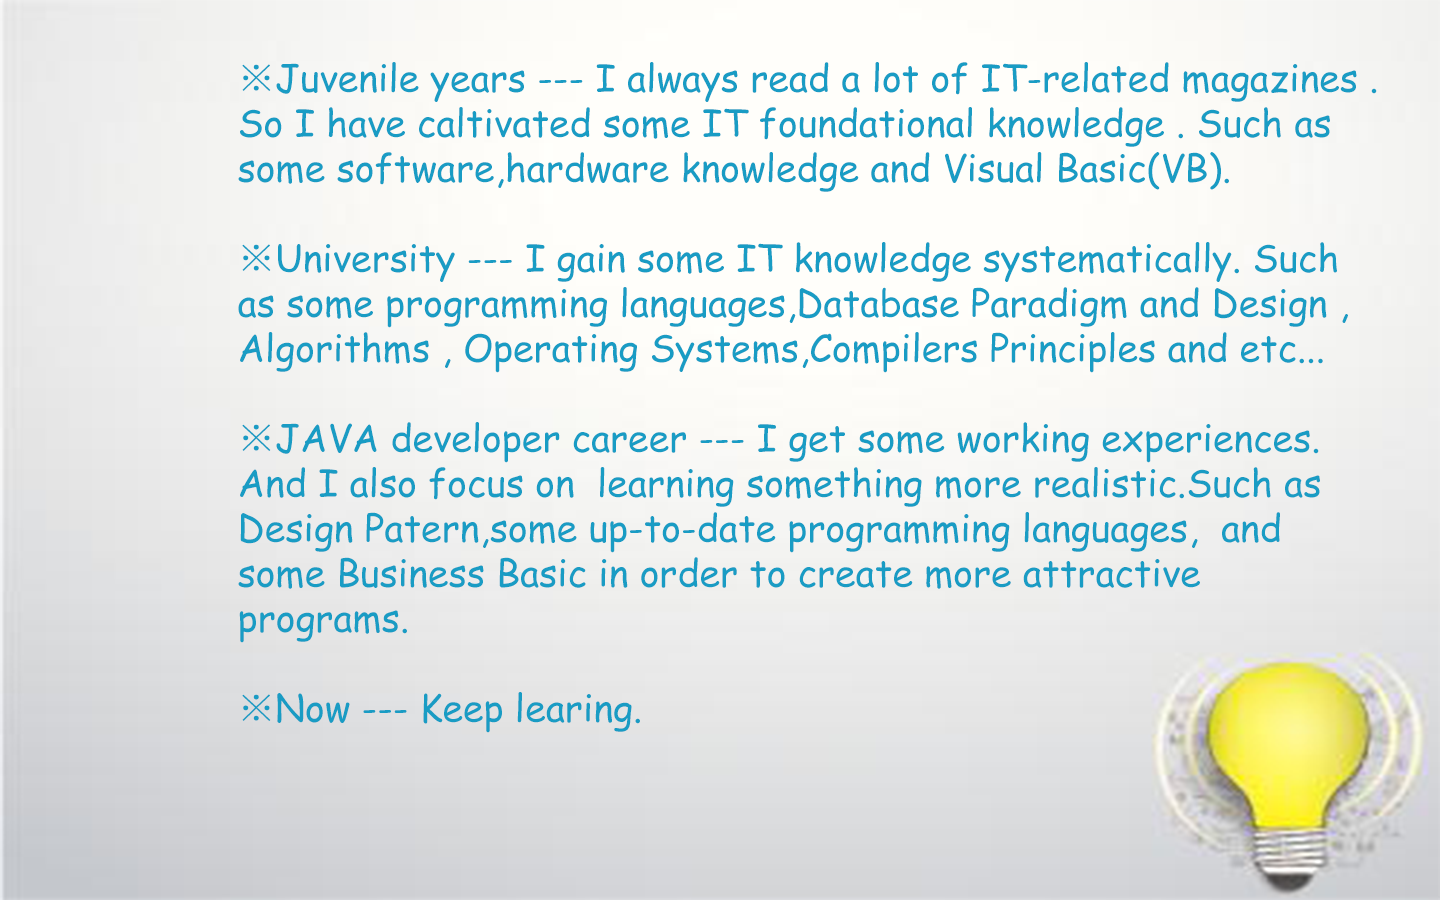 ※Juvenile years --- I always read a lot of IT-related magazines .
So I have caltivated some IT foundational knowledge . Such as
some software,hardware knowledge and Visual Basic(VB).
※University --- I gain some IT knowledge systematically. Such
as some programming languages,Database Paradigm and Design ,
Algorithms , Operating Systems,Compilers Principles and etc...
※JAVA developer career --- I get some working experiences.
And I also focus on  learning something more realistic.Such as
Design Patern,some up-to-date programming languages,  and
some Business Basic in order to create more attractive
programs.
※Now --- Keep learing.